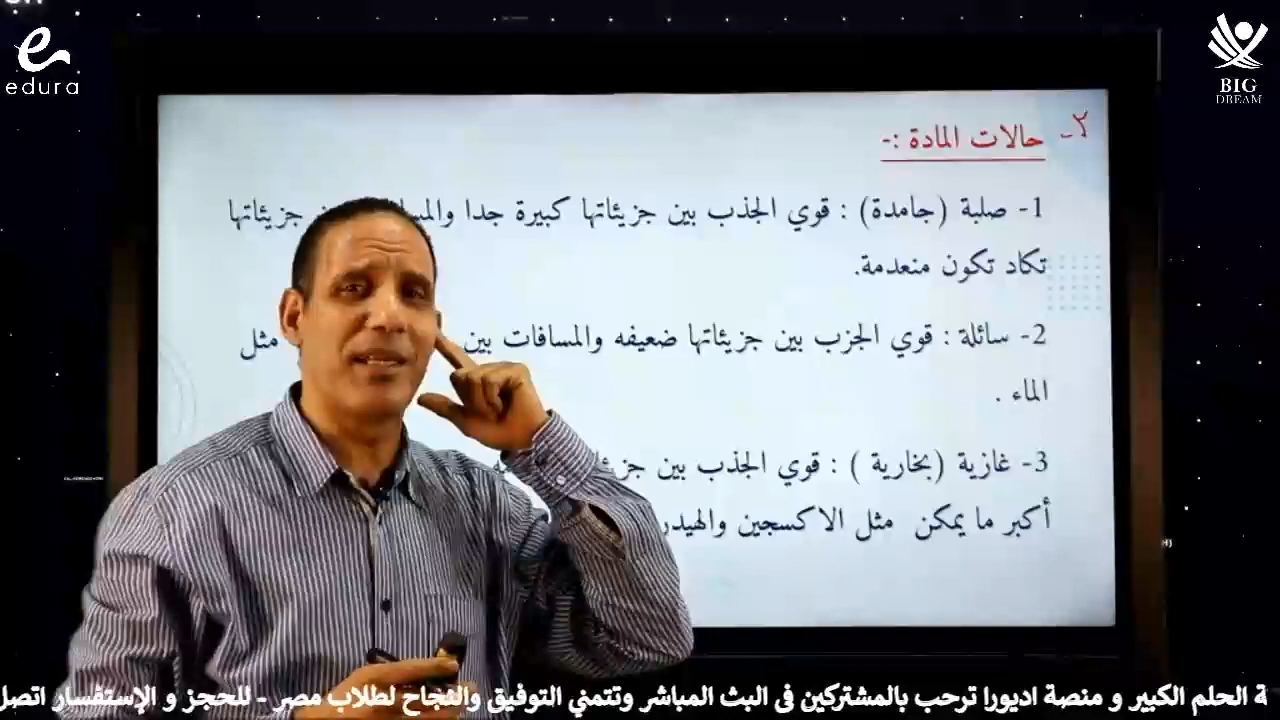 edura
BIG
DREAM
٢- حالات المادة :-
1- صلبة (جامدة) : قوي الجذب بين جزيئاتها كبيرة جدا جزيئاتها
تكاد تكون منعدمة.
2- سائلة : قوي الجزب بين جزيئاتها ضعيفه والمسافات بين مثل
الماء .
3- غازية (بخارية ) : قوي الجذب بين
أكبر ما يمكن مثل الاكسجين
الحلم الكبير و منصة اديورا ترحب بالمشتركين فى البث المباشر وتتمني التوفيق والنجاح لطلاب مصر - للحجز و الإستفسار اتصل